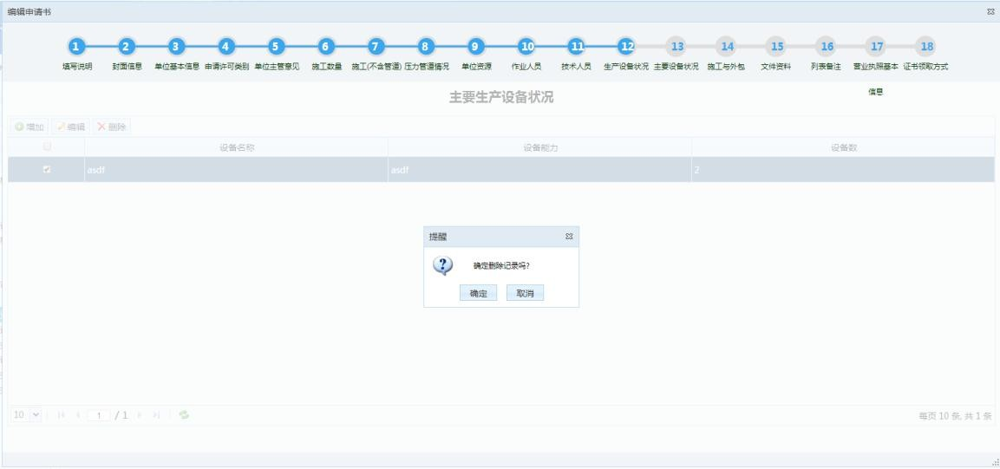 编辑申请书
1 2 3 4 5 6 7 8 9 10 11 12 13 14 15 16 17 18
填写说明 封面信息 单位基本信息 申请许可类别 单位主管意见 施工数量 施工(不含管道) 压力管道情况 单位资源 作业人员 技术人员 生产设备状况 主要设备状况 施工与外包 文件资料 列表备注 营业执照基本 证书领取方式
信息
主要生产设备状况
增加 编辑 删除
设备名称 设备能力 设备数
asdf asdf 2
提醒
确定删除记录吗?
确定 取消
10 1 / 1 每页 10 条, 共 1 条